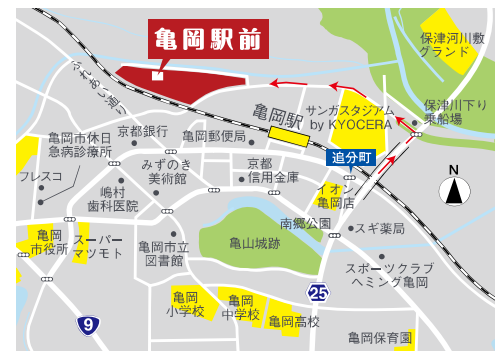 亀岡駅前
保津河川敷
グランド
ふれあい通り
亀岡駅
サンガスタジアム
by KYOCERA
保津川下り
乗船場
京都銀行
亀岡郵便局
亀岡市休日
急病診療所
みずのき
美術館
京都
信用金庫
追分町
イオン
亀岡店
N
フレスコ
嶋村
歯科医院
南郷公園
スギ薬局
亀岡
市役所
スーパー
マツモト
亀岡市立
図書館
亀山城跡
スポーツクラブ
ヘミング亀岡
亀岡
小学校
亀岡
中学校
亀岡高校
25
9
亀岡保育園